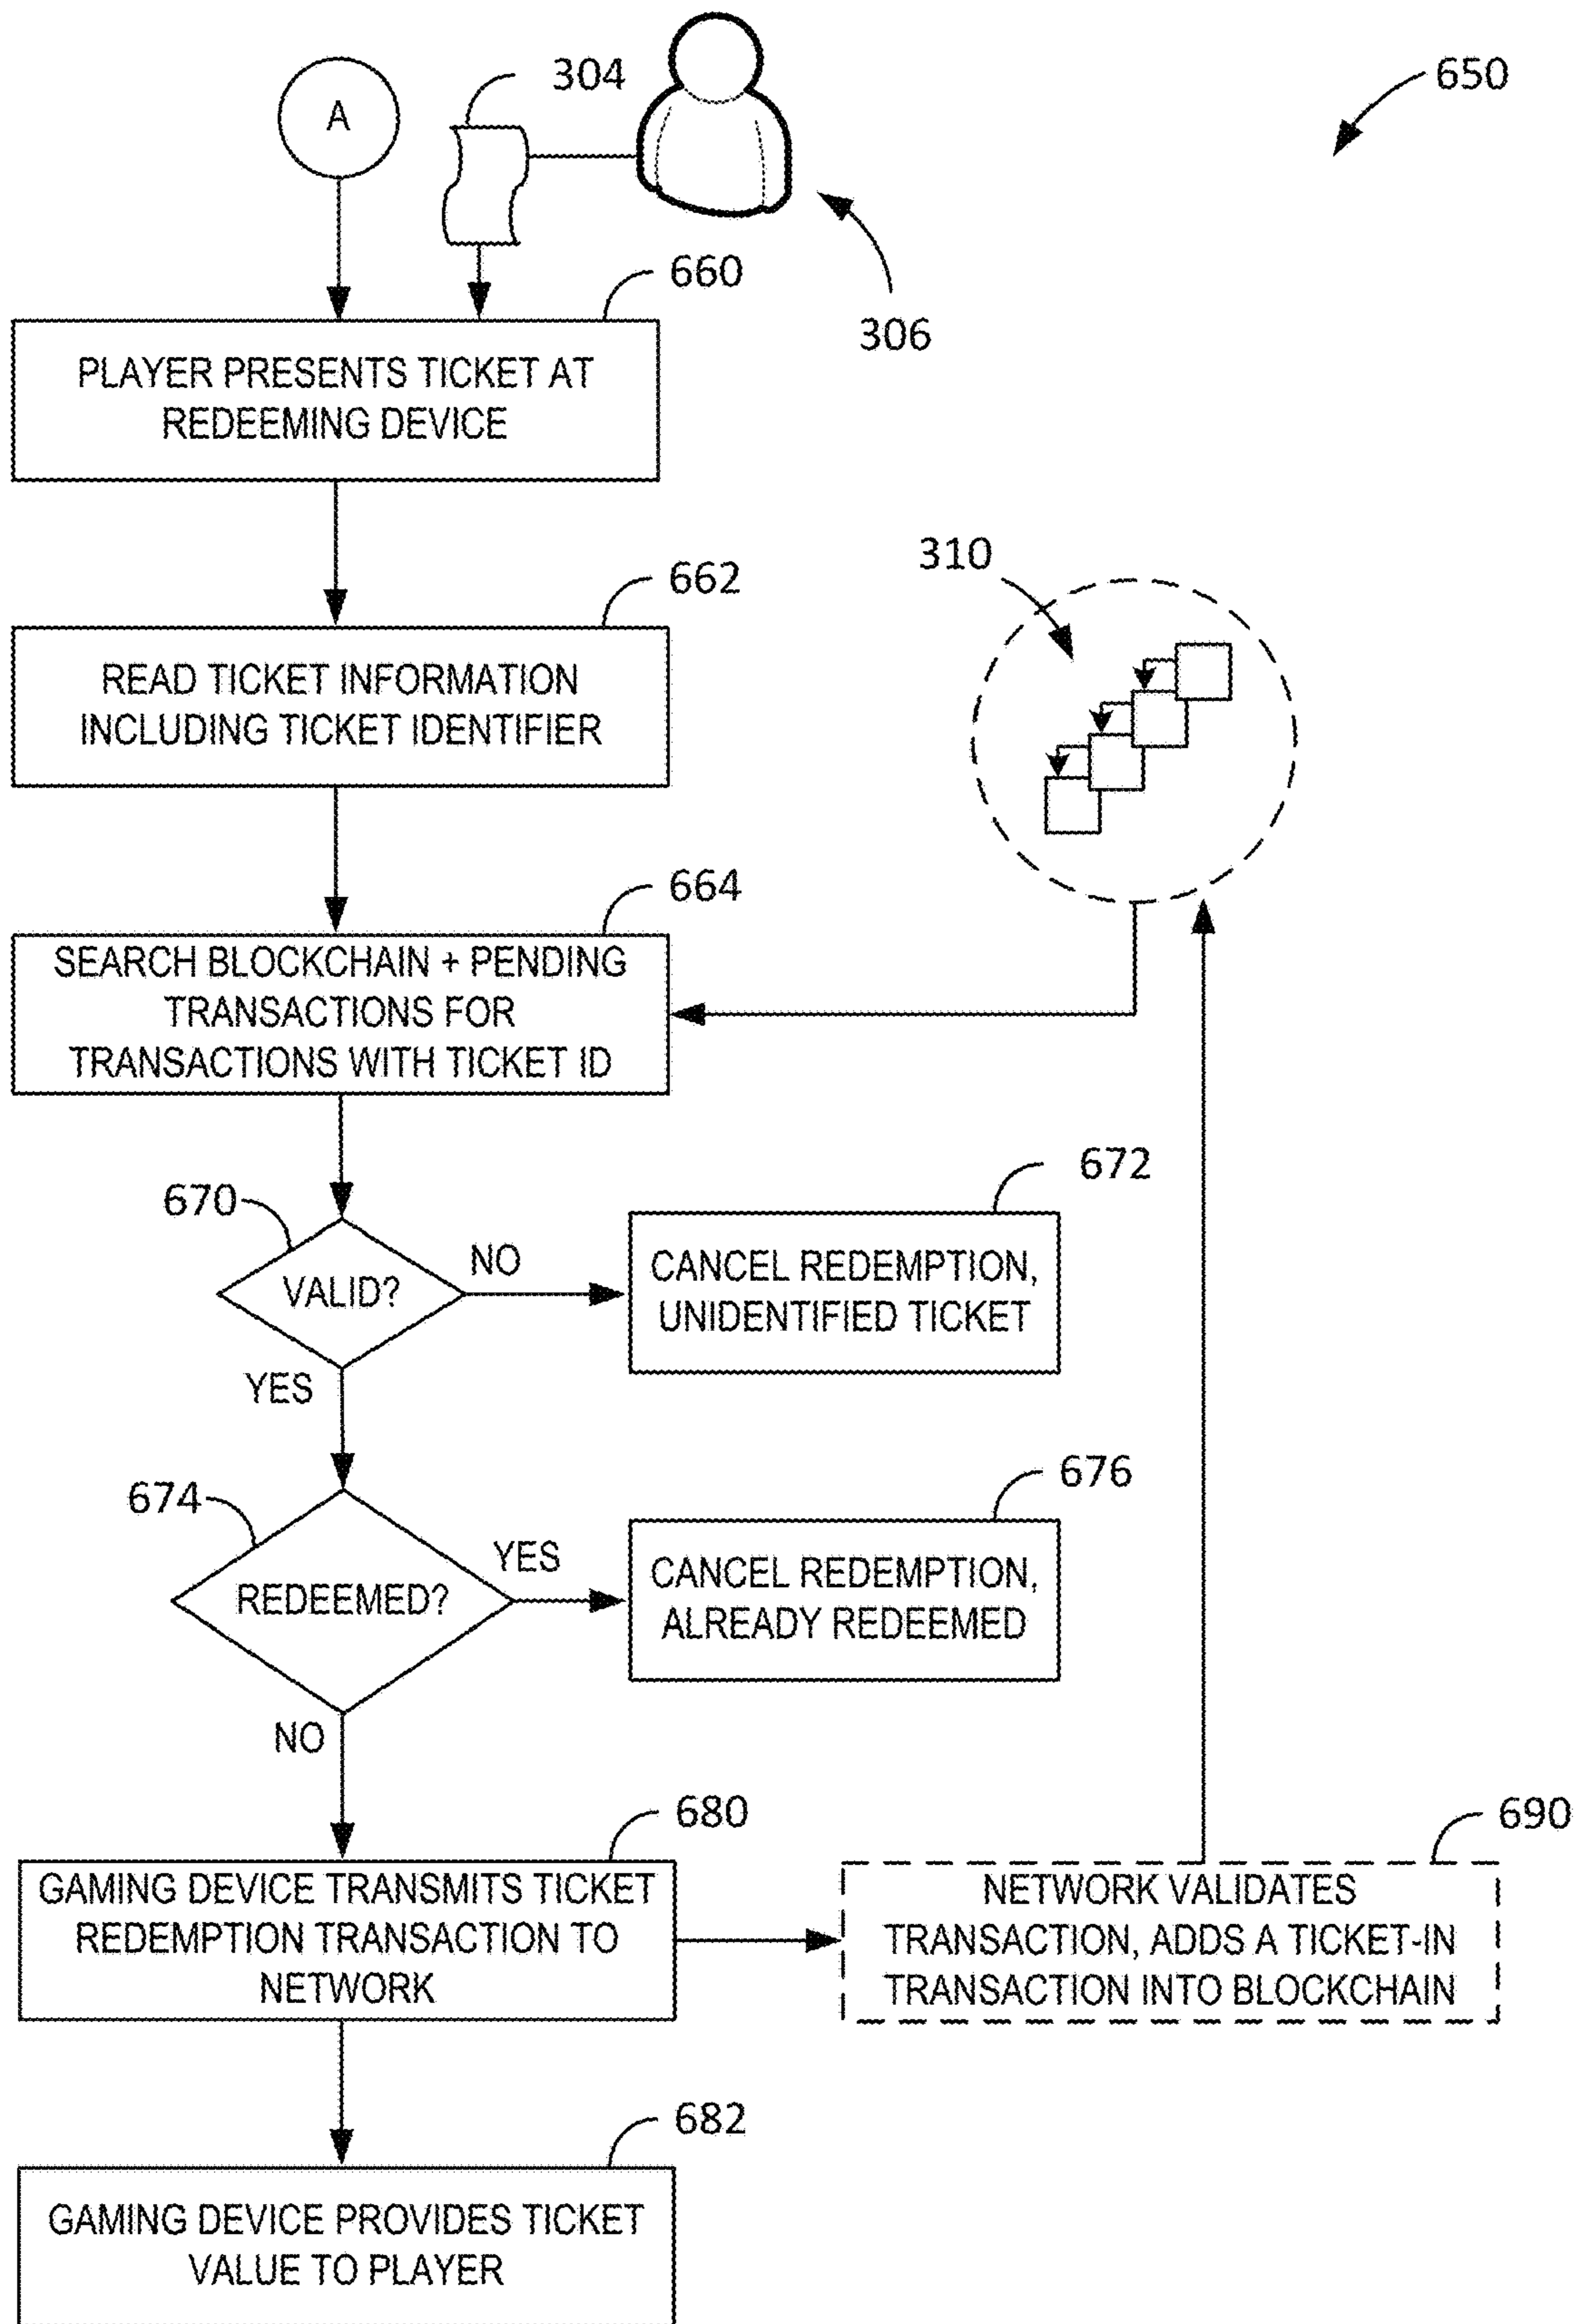 304
650
A
306
660
PLAYER PRESENTS TICKET AT
REDEEMING DEVICE
662
310
READ TICKET INFORMATION
INCLUDING TICKET IDENTIFIER
664
SEARCH BLOCKCHAIN + PENDING
TRANSACTIONS FOR
TRANSACTIONS WITH TICKET ID
670
VALID?
NO
YES
672
CANCEL REDEMPTION,
UNIDENTIFIED TICKET
674
REDEEMED?
YES
NO
676
CANCEL REDEMPTION,
ALREADY REDEEMED
680
GAMING DEVICE TRANSMITS TICKET
REDEMPTION TRANSACTION TO
NETWORK
690
NETWORK VALIDATES
TRANSACTION, ADDS A TICKET-IN
TRANSACTION INTO BLOCKCHAIN
682
GAMING DEVICE PROVIDES TICKET
VALUE TO PLAYER